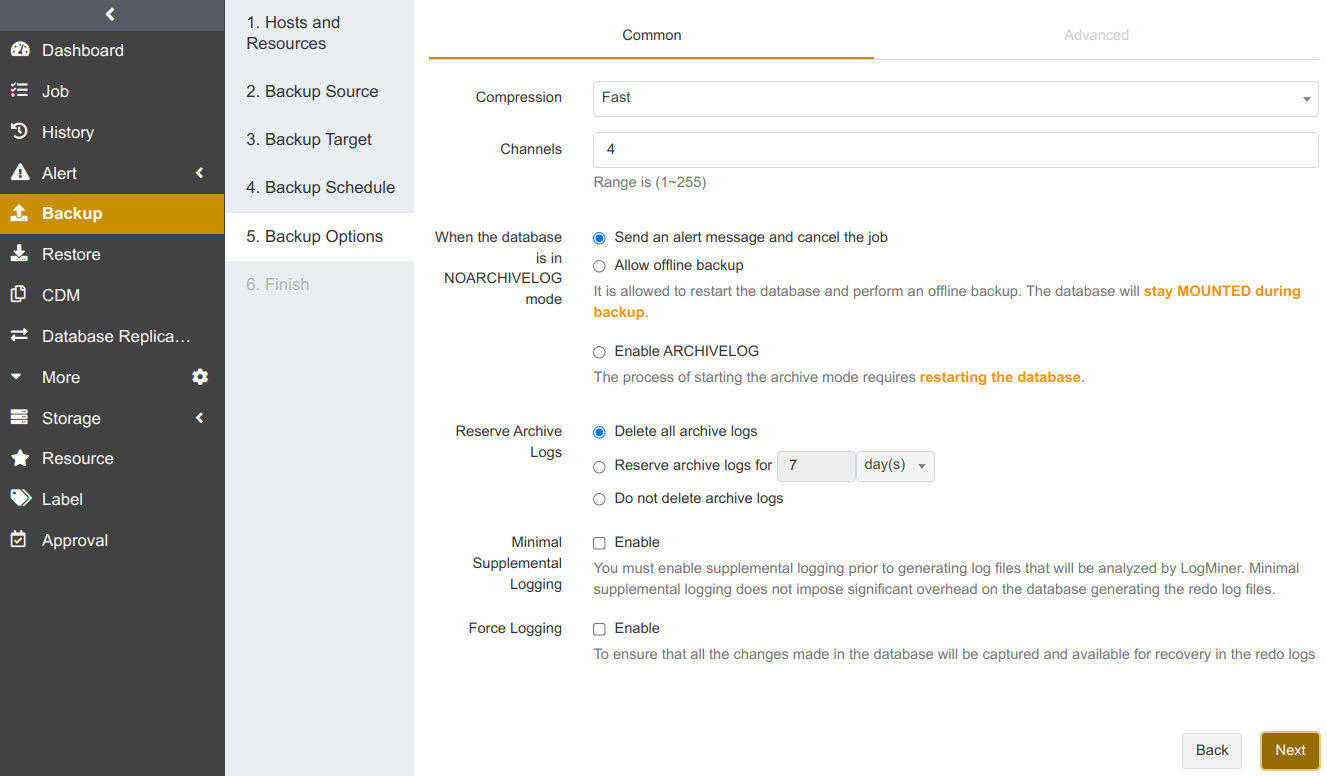 Dashboard
Job
History
Alert
Backup
Restore
CDM
Database Replica…
More
Storage
Resource
Label
Approval
1. Hosts and
Resources
2. Backup Source
3. Backup Target
4. Backup Schedule
5. Backup Options
6. Finish
Common
Advanced
Compression
Fast
Channels
4
Range is (1~255)
When the database
is in
NOARCHIVELOG
mode
Send an alert message and cancel the job
Allow offline backup
It is allowed to restart the database and perform an offline backup. The database will stay MOUNTED during
backup.
Enable ARCHIVELOG
The process of starting the archive mode requires restarting the database.
Reserve Archive
Logs
Delete all archive logs
Reserve archive logs for 7 day(s)
Do not delete archive logs
Minimal
Supplemental
Logging
Enable
You must enable supplemental logging prior to generating log files that will be analyzed by LogMiner. Minimal
supplemental logging does not impose significant overhead on the database generating the redo log files.
Force Logging
Enable
To ensure that all the changes made in the database will be captured and available for recovery in the redo logs
Back
Next